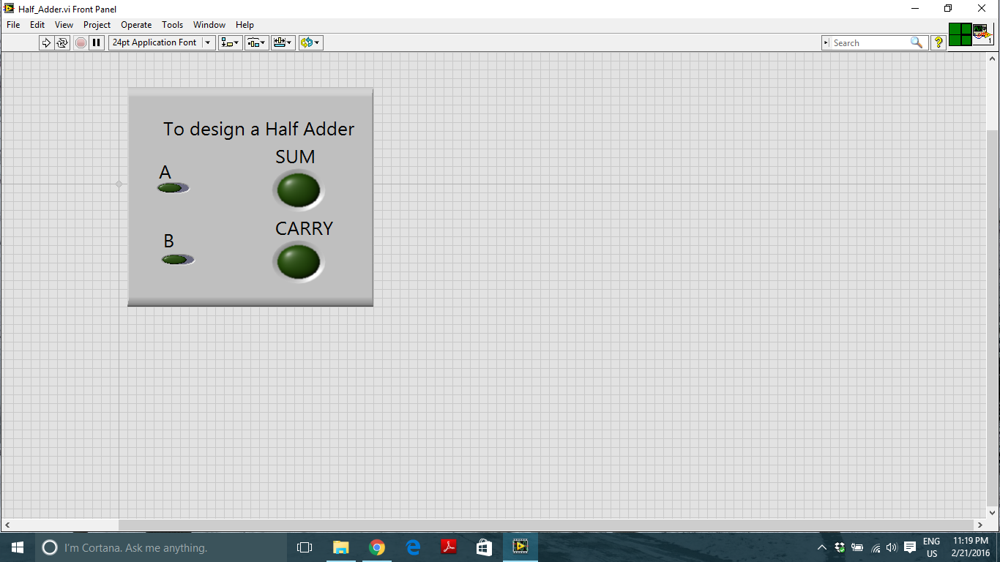 Half_Adder.vi Front Panel
File Edit View Project Operate Tools Window Help
24pt Application Font
Search
?
1
To design a Half Adder
SUM
A
CARRY
B
I'm Cortana. Ask me anything.
ENG
US
11:19 PM
2/21/2016